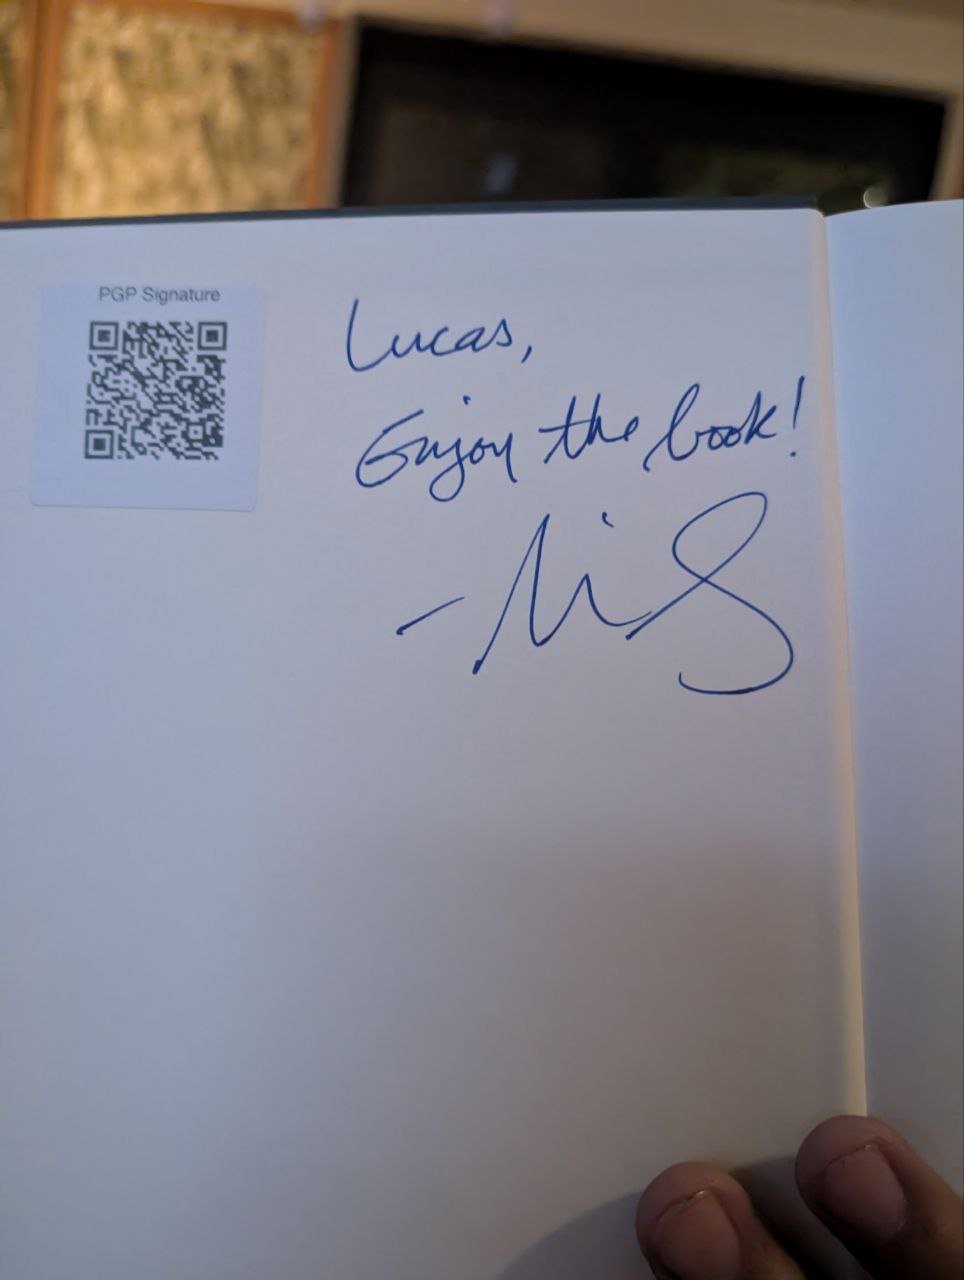 PGP Signature
Lucas,
Enjoy the book!